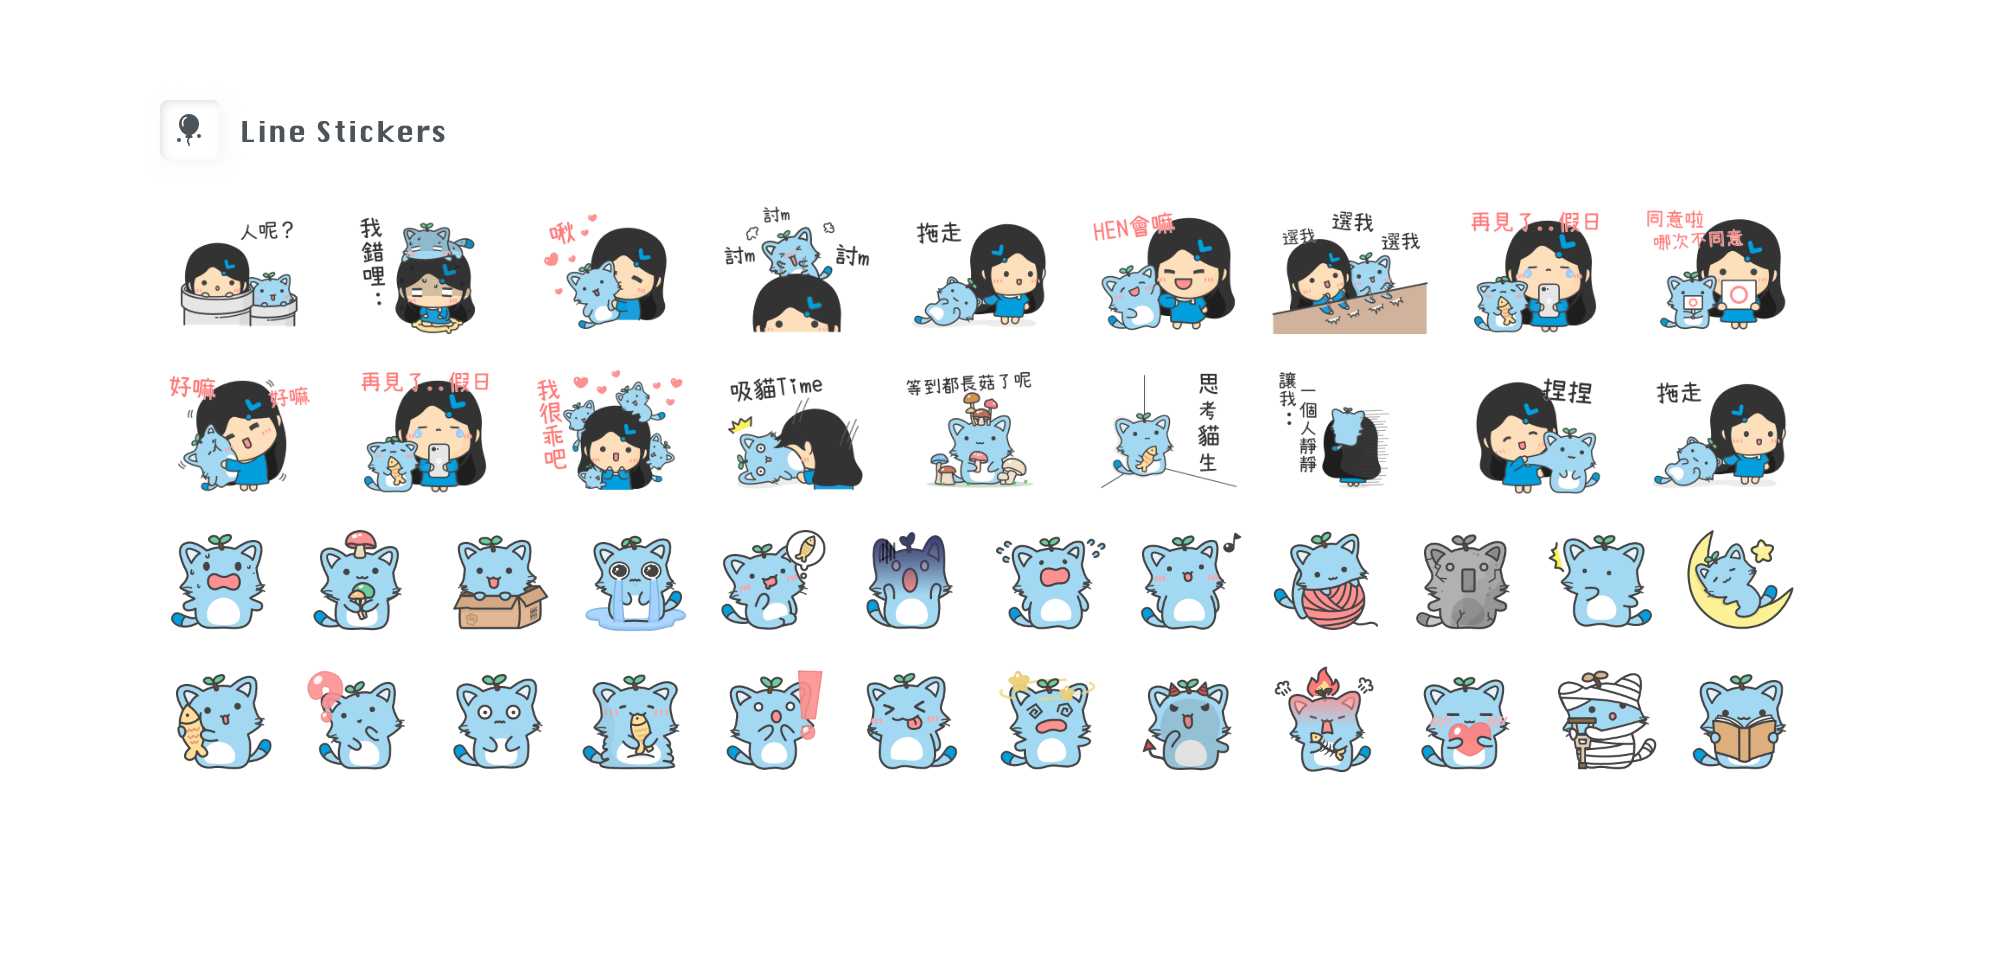 Line Stickers
人呢？
我錯哩：
啾
討m
討m
討m
拖走
HEN會嘛
選我
選我
選我
再見了..假日
同意啦
哪次不同意
好嘛
好嘛
再見了..假日
我很乖吧
吸貓Time
等到都長菇了呢
思考貓生
讓我：
一個人靜靜
捏捏
拖走